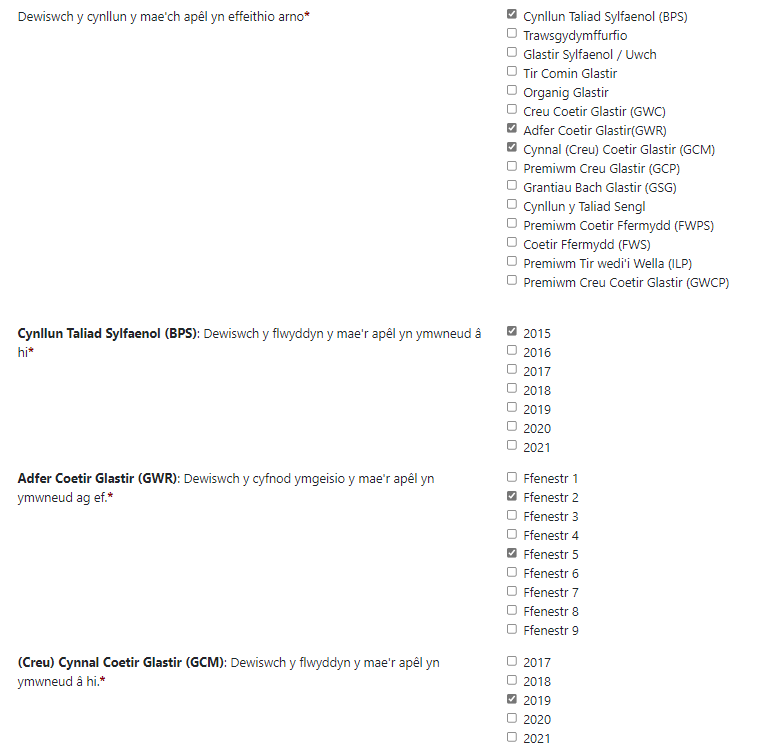 Dewiswch y cynllun y mae'ch apêl yn effeithio arno*
Cynllun Taliad Sylfaenol (BPS)
Trawsgydymffurfio
Glastir Sylfaenol / Uwch
Tir Comin Glastir
Organig Glastir
Creu Coetir Glastir (GWC)
Adfer Coetir Glastir(GWR)
Cynnal (Creu) Coetir Glastir (GCM)
Premiwm Creu Glastir (GCP)
Grantiau Bach Glastir (GSG)
Cynllun y Taliad Sengl
Premiwm Coetir Ffermydd (FWPS)
Coetir Ffermydd (FWS)
Premiwm Tir wedi'i Wella (ILP)
Premiwm Creu Coetir Glastir (GWCP)
Cynllun Taliad Sylfaenol (BPS): Dewiswch y flwyddyn y mae'r apêl yn ymwneud â
hi*
2015
2016
2017
2018
2019
2020
2021
Adfer Coetir Glastir (GWR): Dewiswch y cyfnod ymgeisio y mae'r apêl yn
ymwneud ag ef.*
Ffenestr 1
Ffenestr 2
Ffenestr 3
Ffenestr 4
Ffenestr 5
Ffenestr 6
Ffenestr 7
Ffenestr 8
Ffenestr 9
(Creu) Cynnal Coetir Glastir (GCM): Dewiswch y flwyddyn y mae'r apêl yn
ymwneud â hi.*
2017
2018
2019
2020
2021